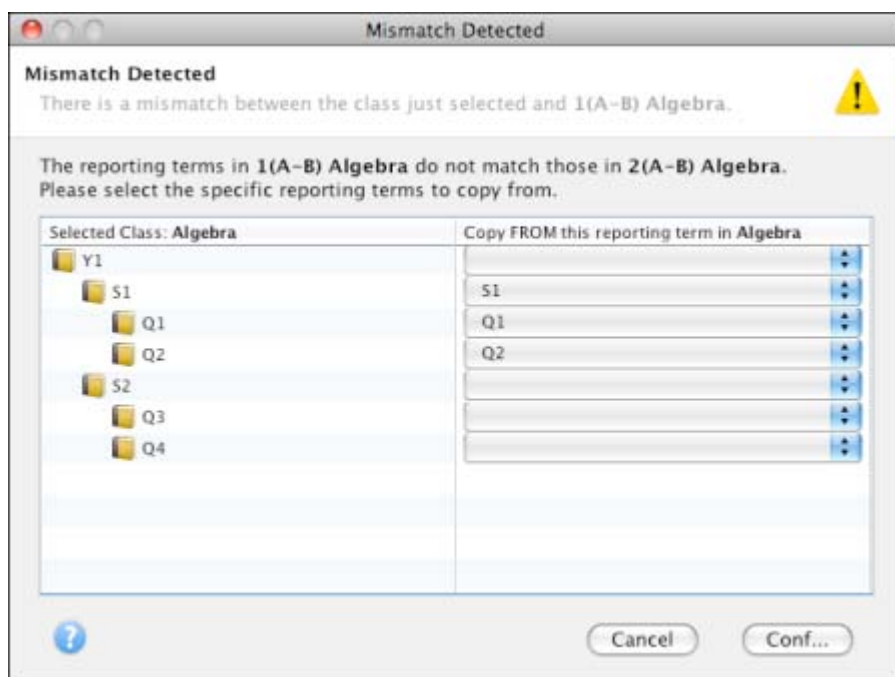 Mismatch Detected
Mismatch Detected
There is a mismatch between the class just selected and 1(A-B) Algebra.
The reporting terms in 1(A-B) Algebra do not match those in 2(A-B) Algebra.
Please select the specific reporting terms to copy from.
Selected Class: Algebra Copy FROM this reporting term in Algebra
Y1
S1 S1
Q1 Q1
Q2 Q2
S2
Q3
Q4
Cancel Conf...